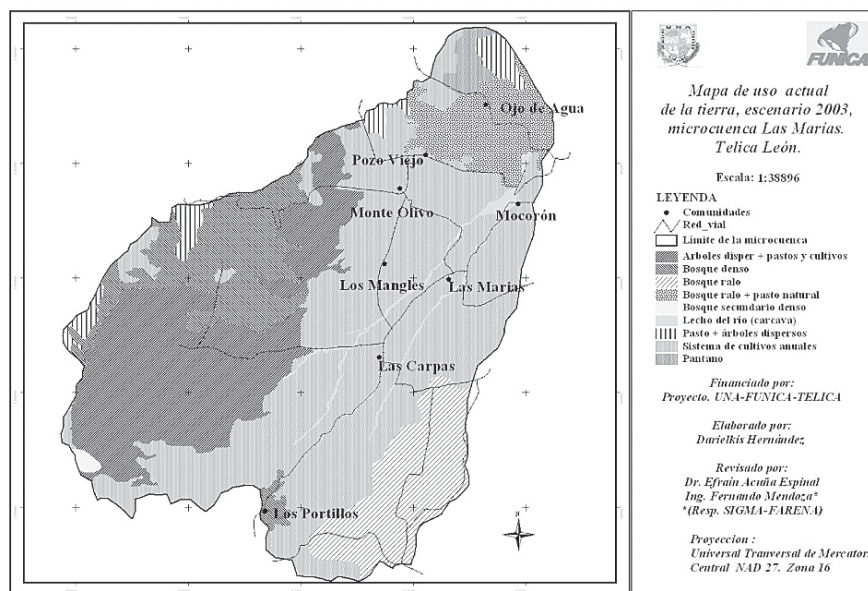 Ojo de Agua
Pozo Viejo
Monte Olivo
Mocorón
Los Mangles
Las Marias
Las Carpas
Los Portillos
N
FUNICA
Mapa de uso actual
de la tierra, escenario 2003,
microcuenca Las Marías.
Telica León.
Escala: 1:38896
LEYENDA
Comunidades
Red_vial
Limite de la microcuenca
Arboles disper + pastos y cultivos
Bosque denso
Bosque ralo
Bosque ralo + pasto natural
Bosque secundario denso
Lecho del río (carcava)
Pasto + árboles dispersos
Sistema de cultivos anuales
Pantano
Financiado por:
Proyecto. UNA-FUNICA-TELICA
Elaborado por:
Darielkis Hernández
Revisado por:
Dr. Efraín Acuña Espinal
Ing. Fernando Mendoza*
*(Resp. SIGMA-FARENA)
Proyeccion :
Universal Tranversal de Mercator
Central NAD 27. Zona 16